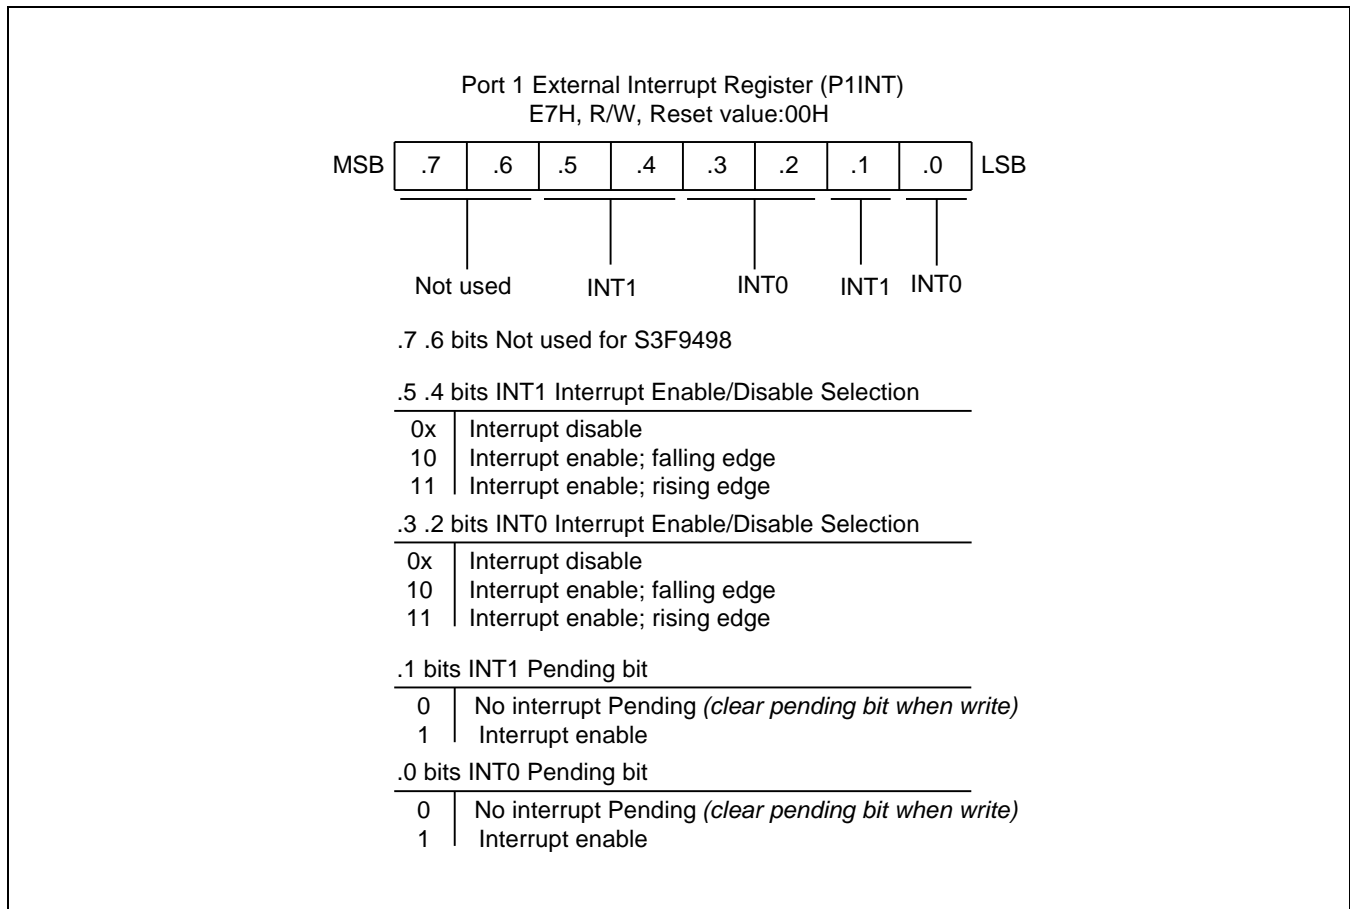 Port 1 External Interrupt Register (P1INT)
E7H, R/W, Reset value:00H
MSB .7 .6 .5 .4 .3 .2 .1 .0 LSB
Not used INT1 INT0 INT1 INT0
.7 .6 bits Not used for S3F9498
.5 .4 bits INT1 Interrupt Enable/Disable Selection
0x Interrupt disable
10 Interrupt enable; falling edge
11 Interrupt enable; rising edge
.3 .2 bits INT0 Interrupt Enable/Disable Selection
0x Interrupt disable
10 Interrupt enable; falling edge
11 Interrupt enable; rising edge
.1 bits INT1 Pending bit
0 No interrupt Pending (clear pending bit when write)
1 Interrupt enable
.0 bits INT0 Pending bit
0 No interrupt Pending (clear pending bit when write)
1 Interrupt enable